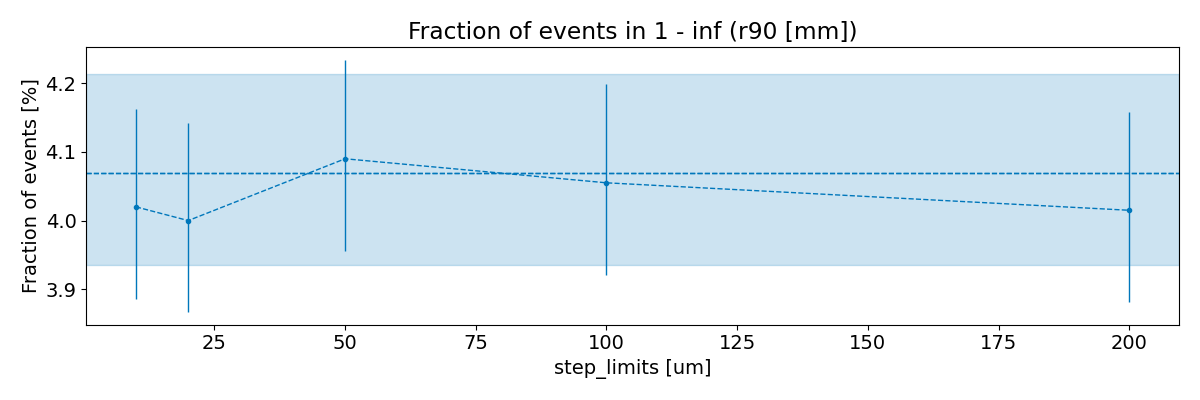 Fraction of events in 1 - inf (r90 [mm])
Fraction of events [%]
4.2
4.1
4.0
3.9
25 50 75 100 125 150 175 200
step_limits [um]